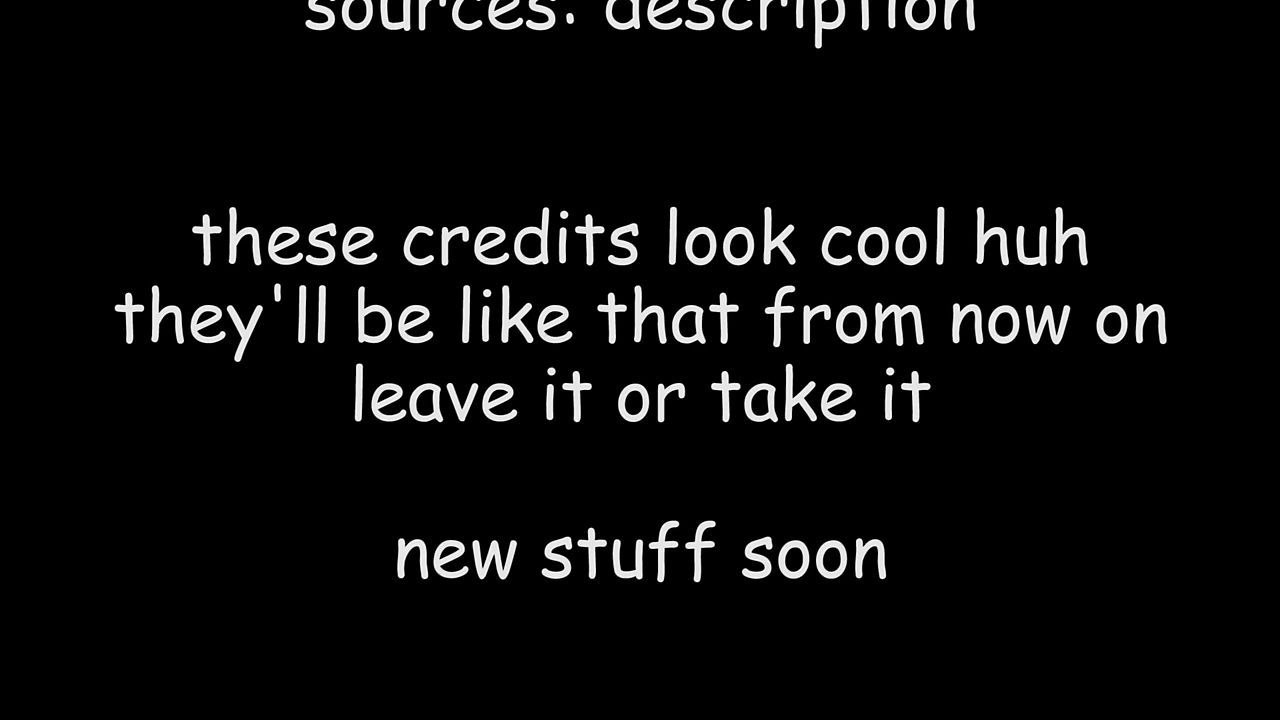 sources: description
these credits look cool huh
they'll be like that from now on
leave it or take it
new stuff soon